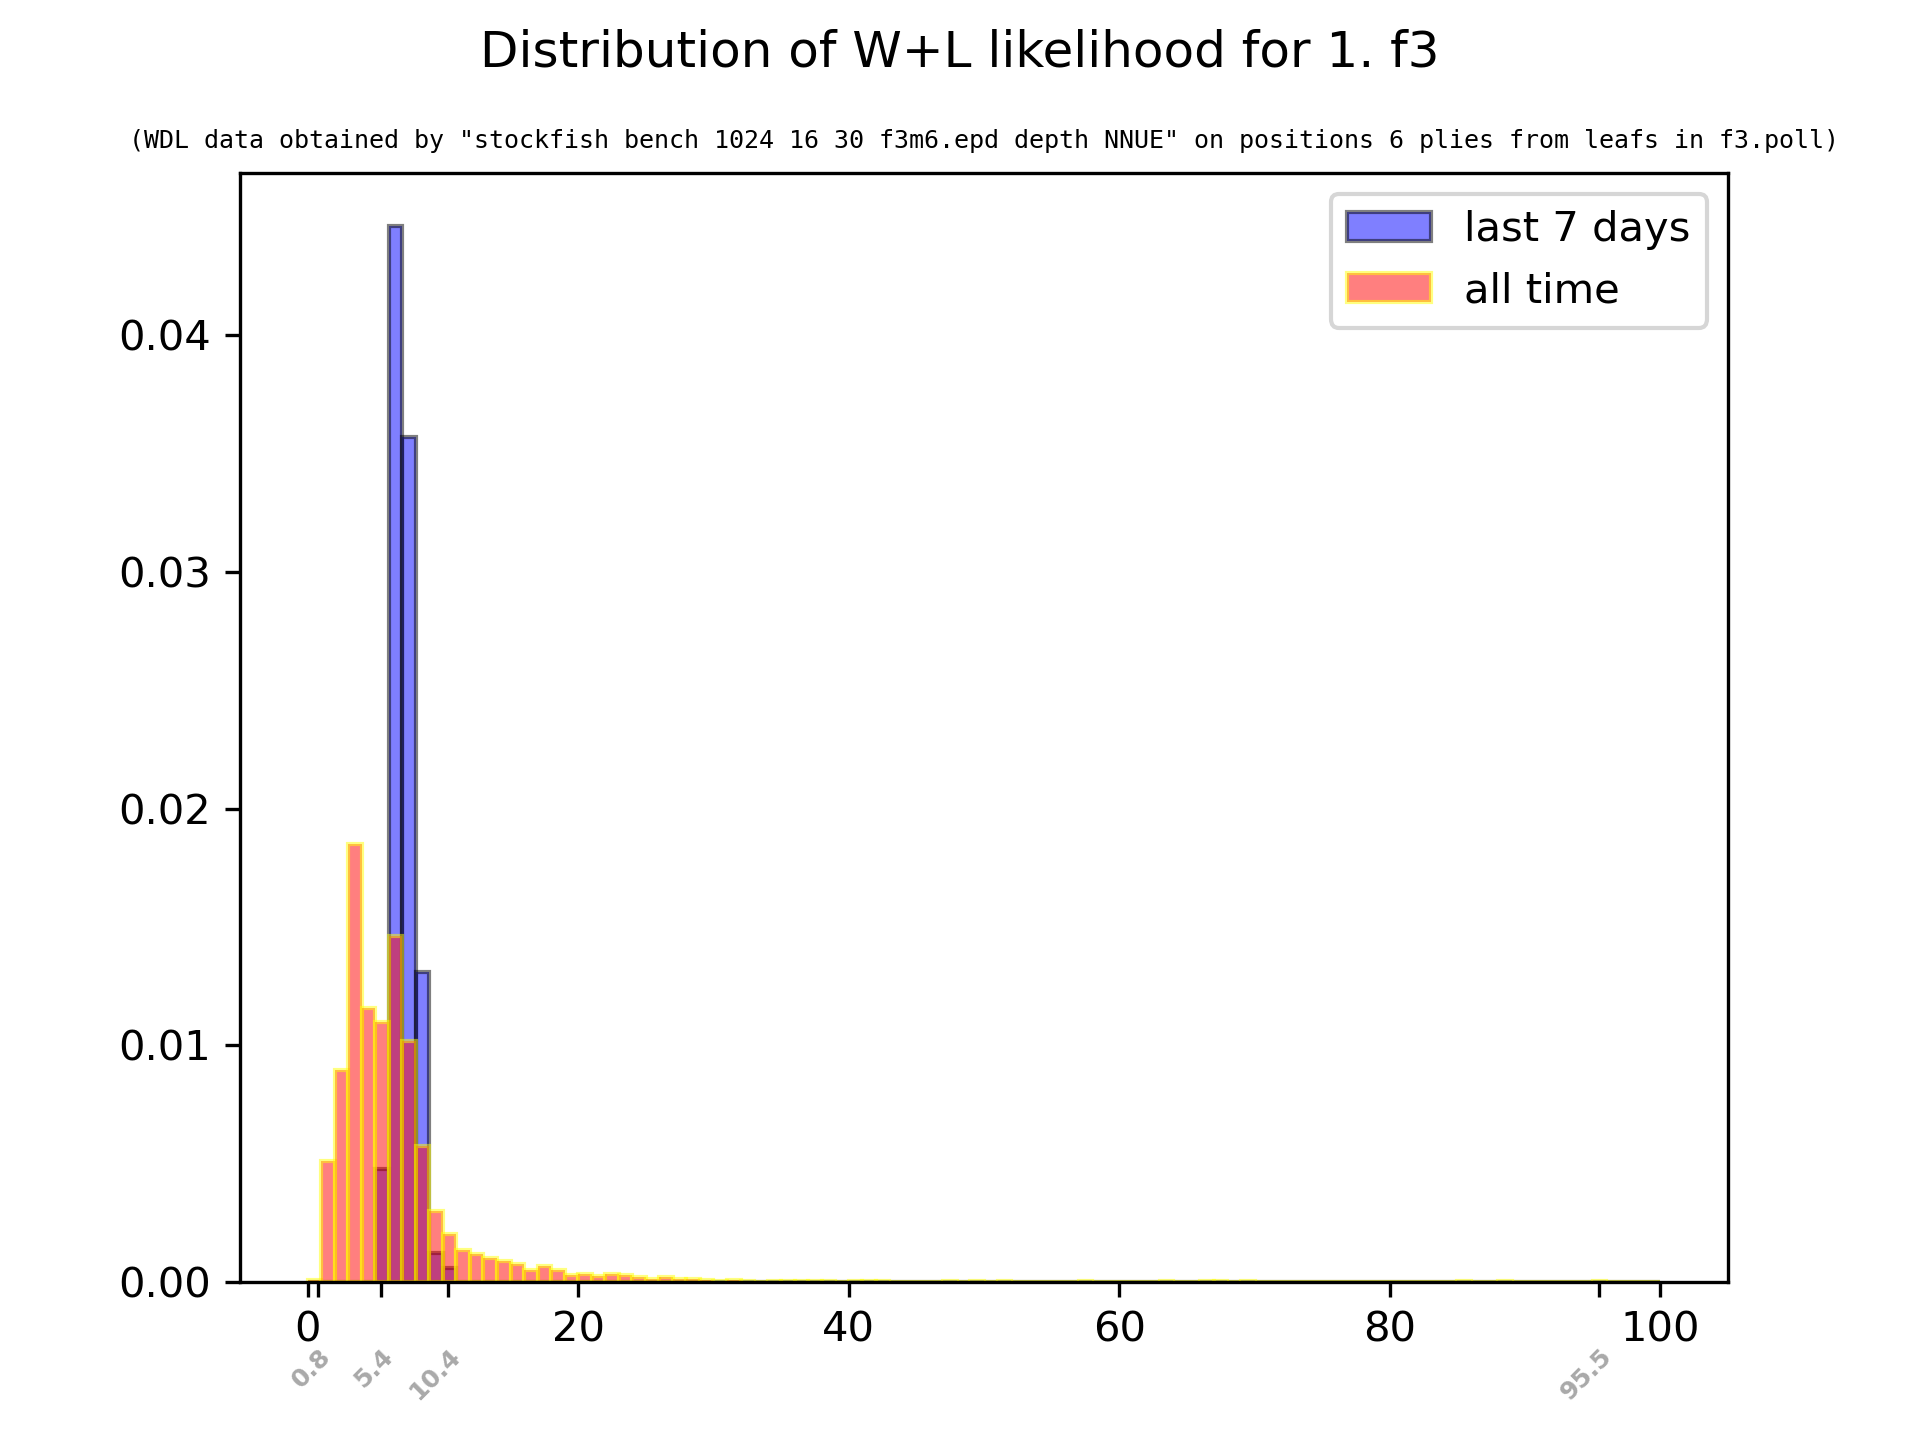 Distribution of W+L likelihood for 1. f3
(WDL data obtained by "stockfish bench 1024 16 30 f3m6.epd depth NNUE" on positions 6 plies from leafs in f3.poll)
last 7 days
all time
0.04
0.03
0.02
0.01
0.00
0 20 40 60 80 100
0.8 5.4 10.4 95.5